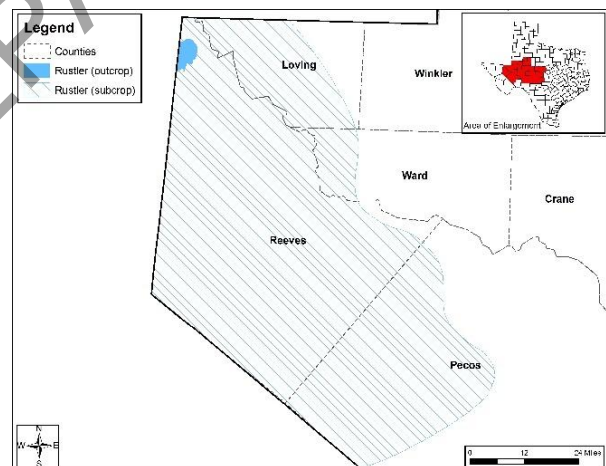 Legend
Counties
Rustler (outcrop)
Rustler (subcrop)
Loving
Winkler
Area of Enlargement
Ward
Crane
Reeves
Pecos
N
W E
S
0 12 24 Miles